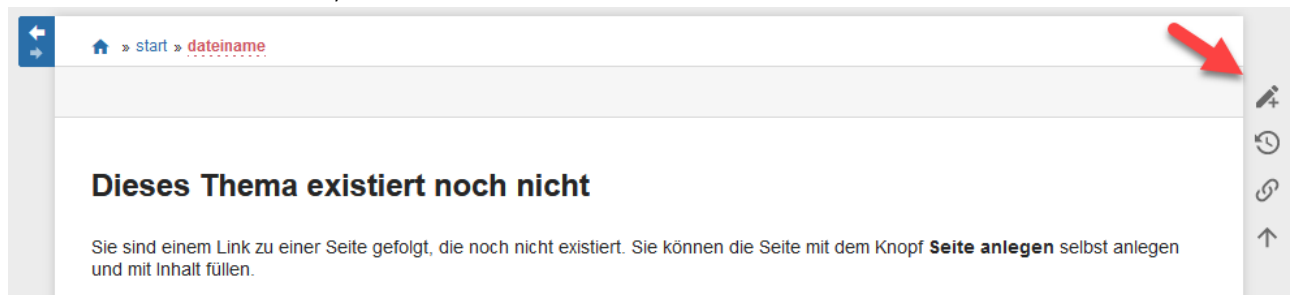 » start » dateiname
Dieses Thema existiert noch nicht
Sie sind einem Link zu einer Seite gefolgt, die noch nicht existiert. Sie können die Seite mit dem Knopf Seite anlegen selbst anlegen
und mit Inhalt füllen.